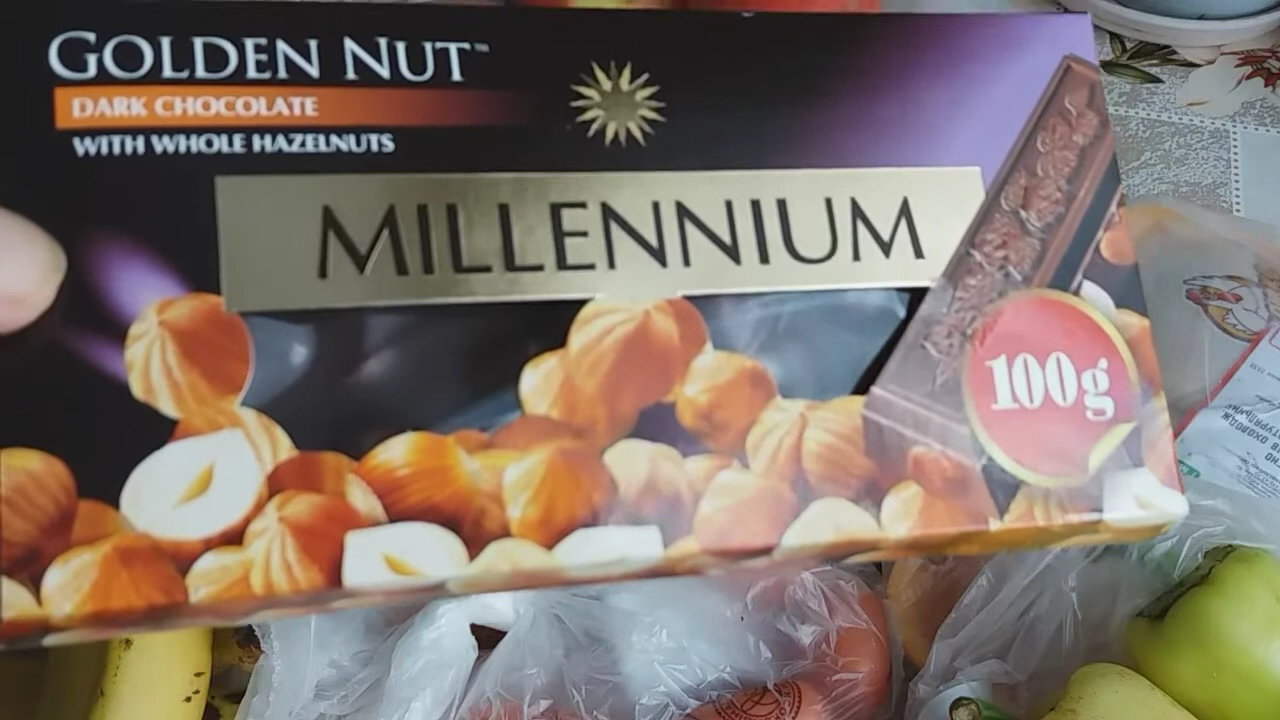 GOLDEN NUT™
DARK CHOCOLATE
WITH WHOLE HAZELNUTS
MILLENNIUM
100g